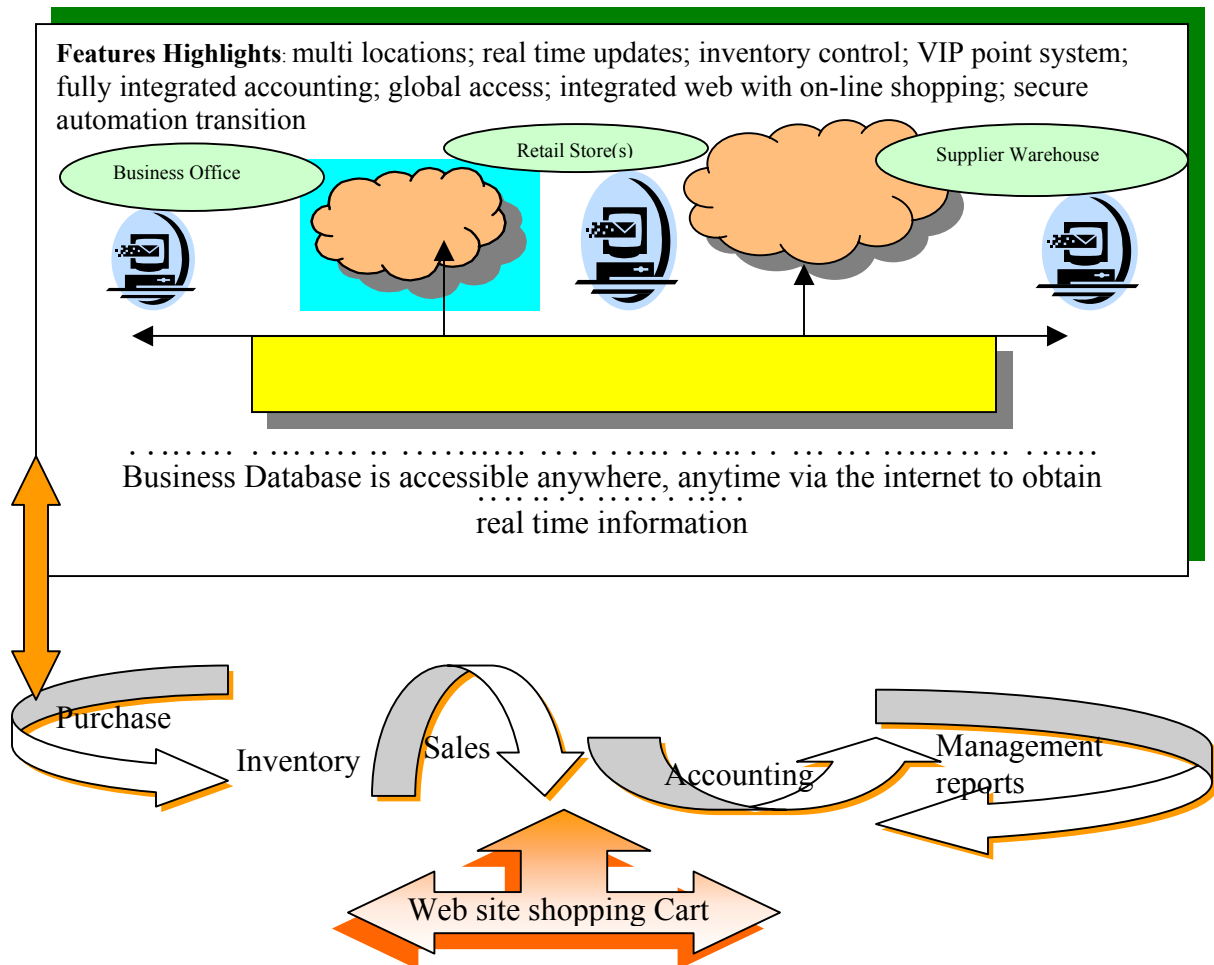 Features Highlights: multi locations; real time updates; inventory control; VIP point system;
fully integrated accounting; global access; integrated web with on-line shopping; secure
automation transition
Business Office
Retail Store(s)
Supplier Warehouse
Business Database is accessible anywhere, anytime via the internet to obtain
real time information
Purchase
Inventory
Sales
Accounting
Management
reports
Web site shopping Cart